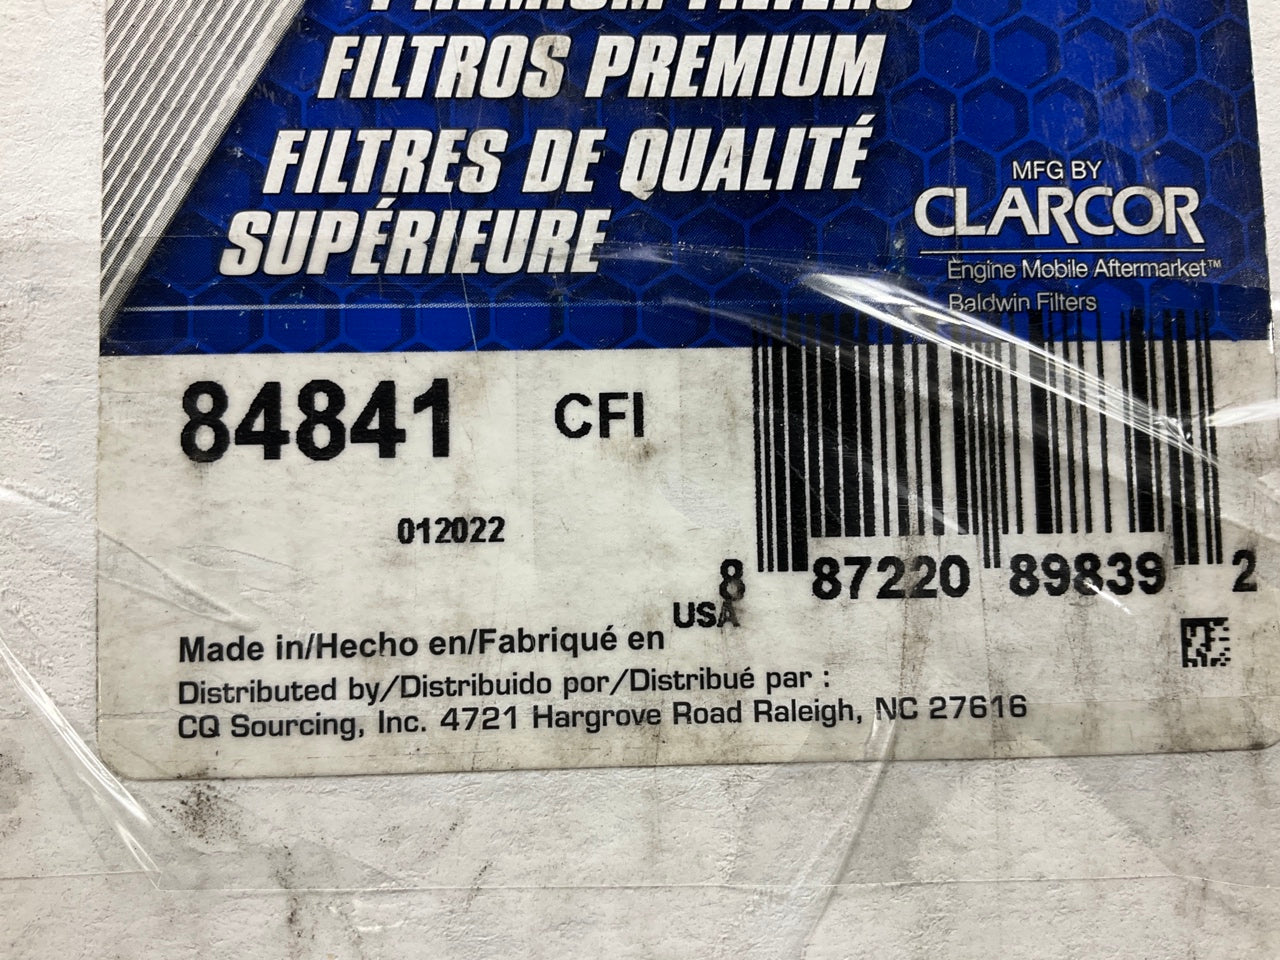 PREMIUM FILTERS
FILTROS PREMIUM
FILTRES DE QUALITÉ
SUPÉRIEURE
MFG BY
CLARCOR
Engine Mobile Aftermarket™
Baldwin Filters
84841 CFI
012022
8 87220 89839 2
USA
Made in/Hecho en/Fabriqué en
Distributed by/Distribuido por/Distribué par :
CQ Sourcing, Inc. 4721 Hargrove Road Raleigh, NC 27616